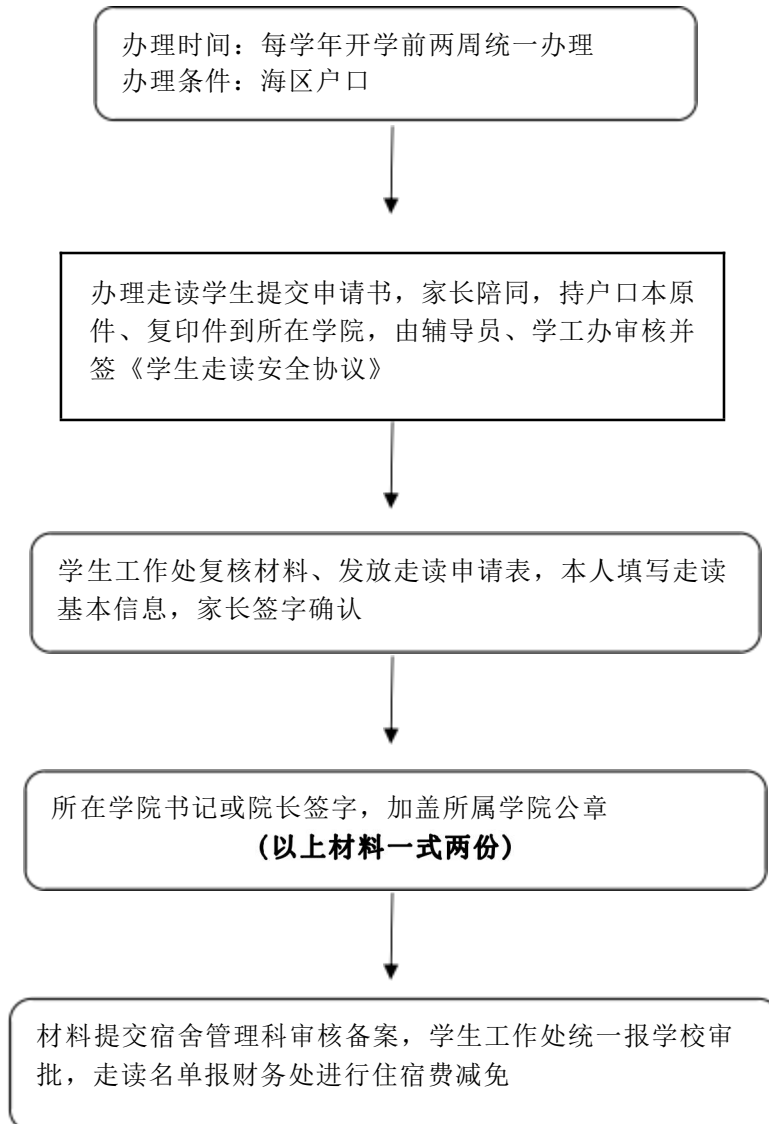 办理时间：每学年开学前两周统一办理
办理条件：海区户口
办理走读学生提交申请书，家长陪同，持户口本原
件、复印件到所在学院，由辅导员、学工办审核并
签《学生走读安全协议》
学生工作处复核材料、发放走读申请表，本人填写走读
基本信息，家长签字确认
所在学院书记或院长签字，加盖所属学院公章
(以上材料一式两份)
材料提交宿舍管理科审核备案，学生工作处统一报学校审
批，走读名单报财务处进行住宿费减免